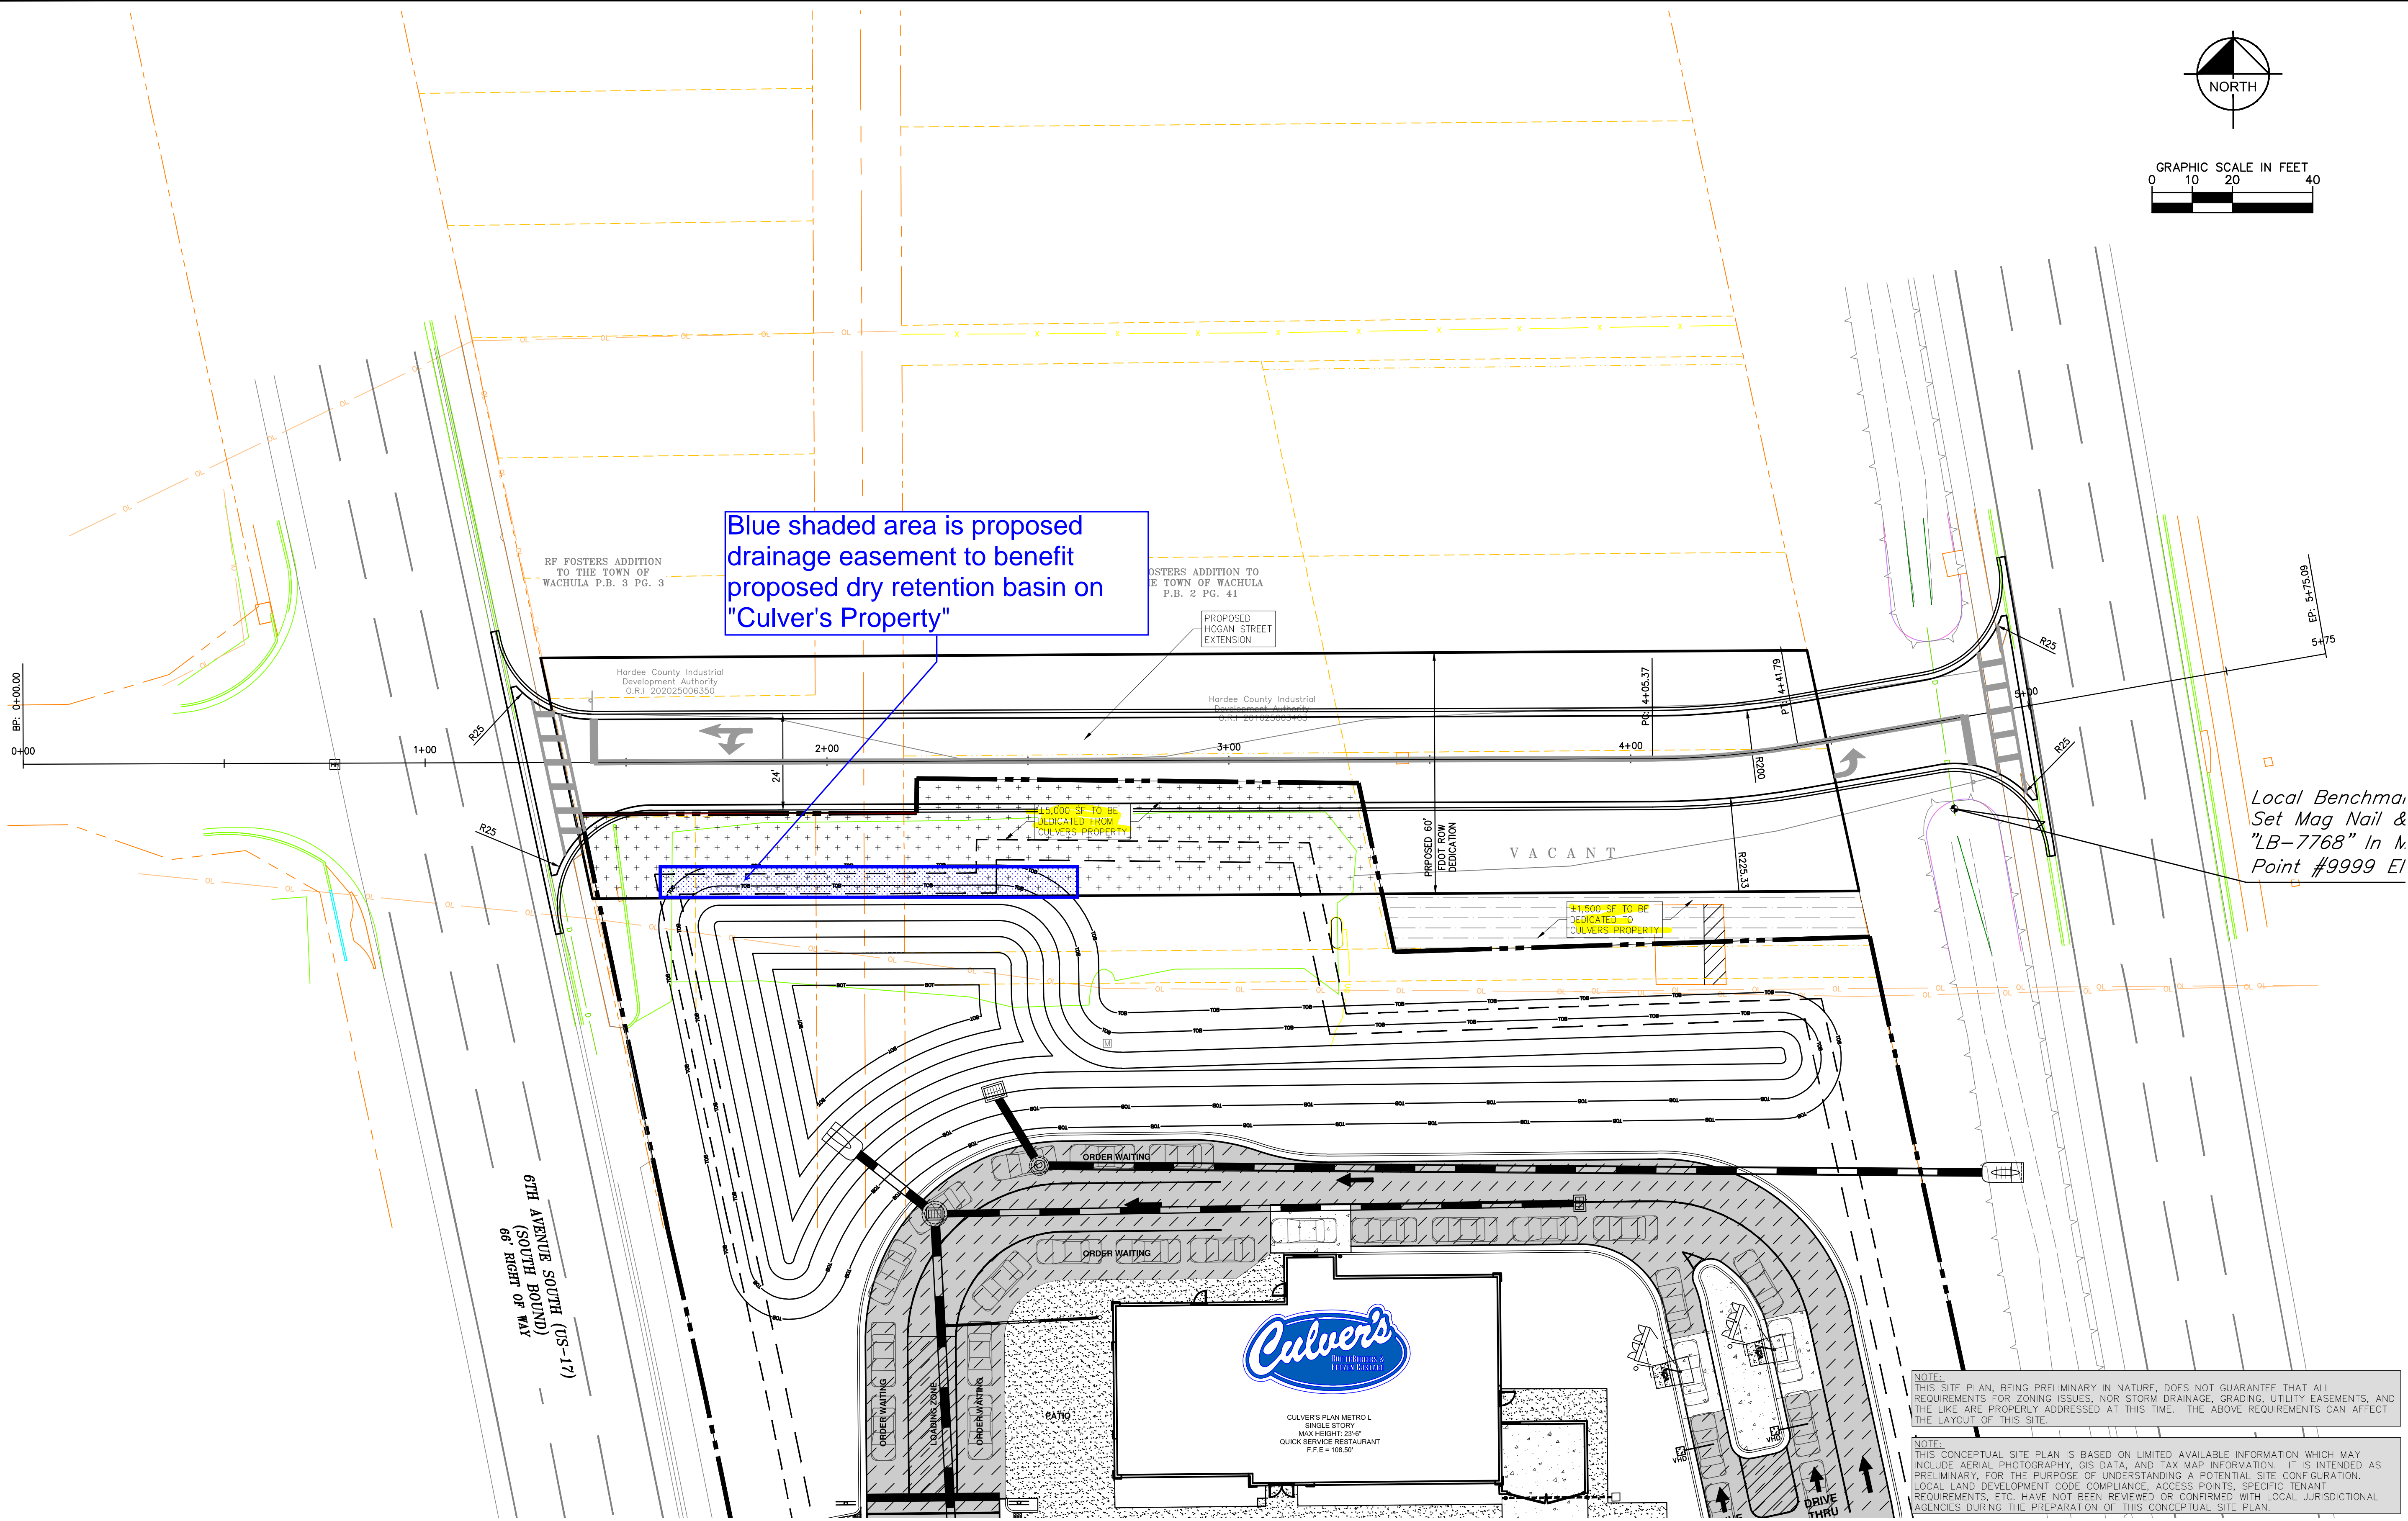 NORTH
GRAPHIC SCALE IN FEET
0 10 20 40
Blue shaded area is proposed
drainage easement to benefit
proposed dry retention basin on
"Culver's Property"
RF FOSTERS ADDITION
TO THE TOWN OF
WACHULA P.B. 3 PG. 3
OSTERS ADDITION TO
E TOWN OF WACHULA
P.B. 2 PG. 41
PROPOSED
HOGAN STREET
EXTENSION
Hardee County Industrial
Development Authority
O.R.I 202025006350
Hardee County Industrial
Development Authority
O.R.I 201625003403
BP: 0+00.00
0+00
1+00
2+00
3+00
4+00
5+00
5+75
EP: 5+75.09
PC: 4+05.37
PT: 4+41.79
R25
R25
R25
R25
R200
R225.33
24'
PRPOSED 60'
FDOT ROW
DEDICATION
±5,000 SF TO BE
DEDICATED FROM
CULVERS PROPERTY
VACANT
±1,500 SF TO BE
DEDICATED TO
CULVERS PROPERTY
Local Benchma
Set Mag Nail &
"LB-7768" In M
Point #9999 El
6TH AVENUE SOUTH (US-17)
(SOUTH BOUND)
66' RIGHT OF WAY
ORDER WAITING
ORDER WAITING
ORDER WAITING
LOADING ZONE
ORDER WAITING
PATIO
Culver's
ButterBurgers &
Frozen Custard
CULVER'S PLAN METRO L
SINGLE STORY
MAX HEIGHT: 23'-6"
QUICK SERVICE RESTAURANT
F.F.E = 108.50'
VHD
VHD
DRIVE
THRU
NOTE:
THIS SITE PLAN, BEING PRELIMINARY IN NATURE, DOES NOT GUARANTEE THAT ALL
REQUIREMENTS FOR ZONING ISSUES, NOR STORM DRAINAGE, GRADING, UTILITY EASEMENTS, AND
THE LIKE ARE PROPERLY ADDRESSED AT THIS TIME. THE ABOVE REQUIREMENTS CAN AFFECT
THE LAYOUT OF THIS SITE.
NOTE:
THIS CONCEPTUAL SITE PLAN IS BASED ON LIMITED AVAILABLE INFORMATION WHICH MAY
INCLUDE AERIAL PHOTOGRAPHY, GIS DATA, AND TAX MAP INFORMATION. IT IS INTENDED AS
PRELIMINARY, FOR THE PURPOSE OF UNDERSTANDING A POTENTIAL SITE CONFIGURATION.
LOCAL LAND DEVELOPMENT CODE COMPLIANCE, ACCESS POINTS, SPECIFIC TENANT
REQUIREMENTS, ETC. HAVE NOT BEEN REVIEWED OR CONFIRMED WITH LOCAL JURISDICTIONAL
AGENCIES DURING THE PREPARATION OF THIS CONCEPTUAL SITE PLAN.